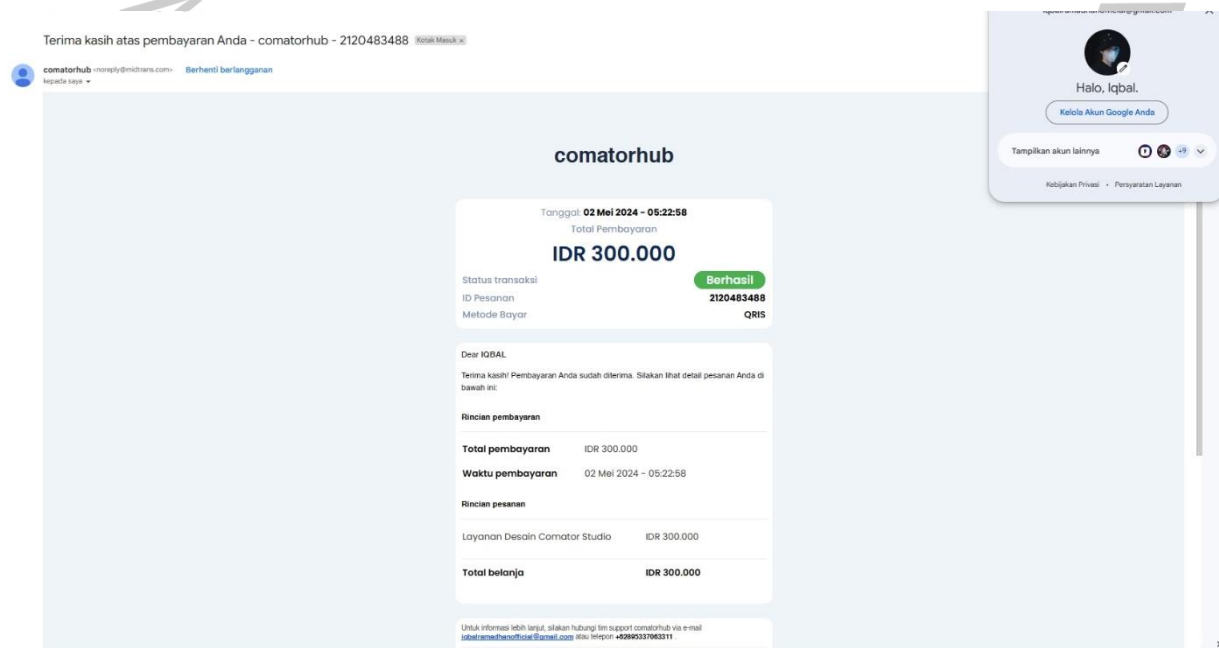 Terima kasih atas pembayaran Anda - comatorhub - 2120483488 Kotak Masuk x
comatorhub <noreply@midtrans.com> Berhenti berlangganan
kepada saya
Halo, Iqbal.
Kelola Akun Google Anda
Tampilkan akun lainnya +9
Kebijakan Privasi • Persyaratan Layanan
comatorhub
Tanggal: 02 Mei 2024 - 05:22:58
Total Pembayaran
IDR 300.000
Status transaksi Berhasil
ID Pesanan 2120483488
Metode Bayar QRIS
Dear IQBAL
Terima kasih! Pembayaran Anda sudah diterima. Silakan lihat detail pesanan Anda di
bawah ini:
Rincian pembayaran
Total pembayaran IDR 300.000
Waktu pembayaran 02 Mei 2024 - 05:22:58
Rincian pesanan
Layanan Desain Comator Studio IDR 300.000
Total belanja IDR 300.000
Untuk informasi lebih lanjut, silakan hubungi tim support comatorhub via e-mail
iqbalramadhanofficial@gmail.com atau telepon +62895337063311 .